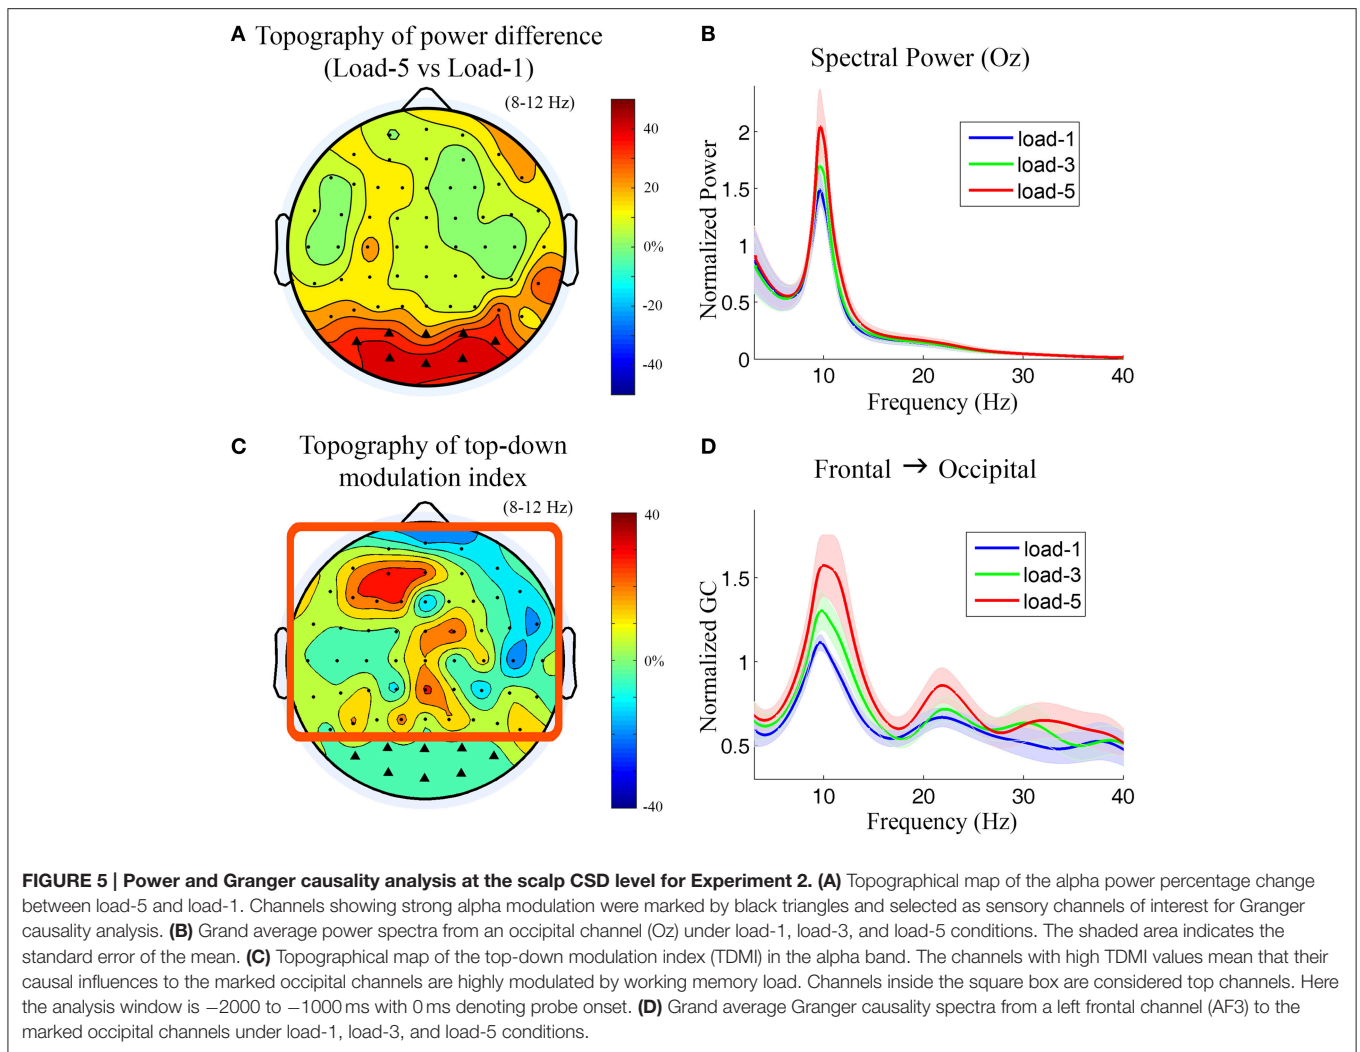 A Topography of power difference
(Load-5 vs Load-1)
(8-12 Hz)
40
20
0%
-20
-40
B
Spectral Power (Oz)
load-1
load-3
load-5
Normalized Power
2
1.5
1
0.5
0
10 20 30 40
Frequency (Hz)
C Topography of top-down
modulation index
(8-12 Hz)
40
0%
-40
D
Frontal → Occipital
load-1
load-3
load-5
Normalized GC
1.5
1
0.5
10 20 30 40
Frequency (Hz)
FIGURE 5 | Power and Granger causality analysis at the scalp CSD level for Experiment 2. (A) Topographical map of the alpha power percentage change
between load-5 and load-1. Channels showing strong alpha modulation were marked by black triangles and selected as sensory channels of interest for Granger
causality analysis. (B) Grand average power spectra from an occipital channel (Oz) under load-1, load-3, and load-5 conditions. The shaded area indicates the
standard error of the mean. (C) Topographical map of the top-down modulation index (TDMI) in the alpha band. The channels with high TDMI values mean that their
causal influences to the marked occipital channels are highly modulated by working memory load. Channels inside the square box are considered top channels. Here
the analysis window is −2000 to −1000 ms with 0 ms denoting probe onset. (D) Grand average Granger causality spectra from a left frontal channel (AF3) to the
marked occipital channels under load-1, load-3, and load-5 conditions.